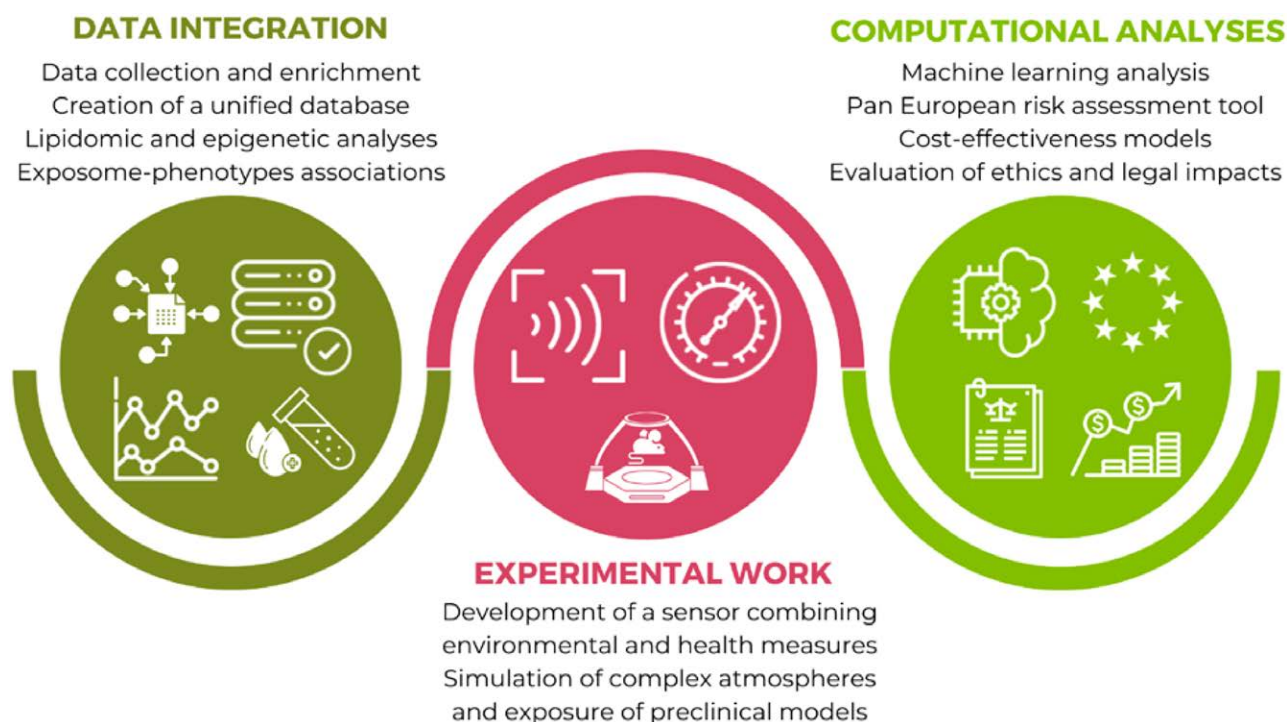 DATA INTEGRATION
Data collection and enrichment
Creation of a unified database
Lipidomic and epigenetic analyses
Exposome-phenotypes associations
COMPUTATIONAL ANALYSES
Machine learning analysis
Pan European risk assessment tool
Cost-effectiveness models
Evaluation of ethics and legal impacts
$
$
EXPERIMENTAL WORK
Development of a sensor combining
environmental and health measures
Simulation of complex atmospheres
and exposure of preclinical models